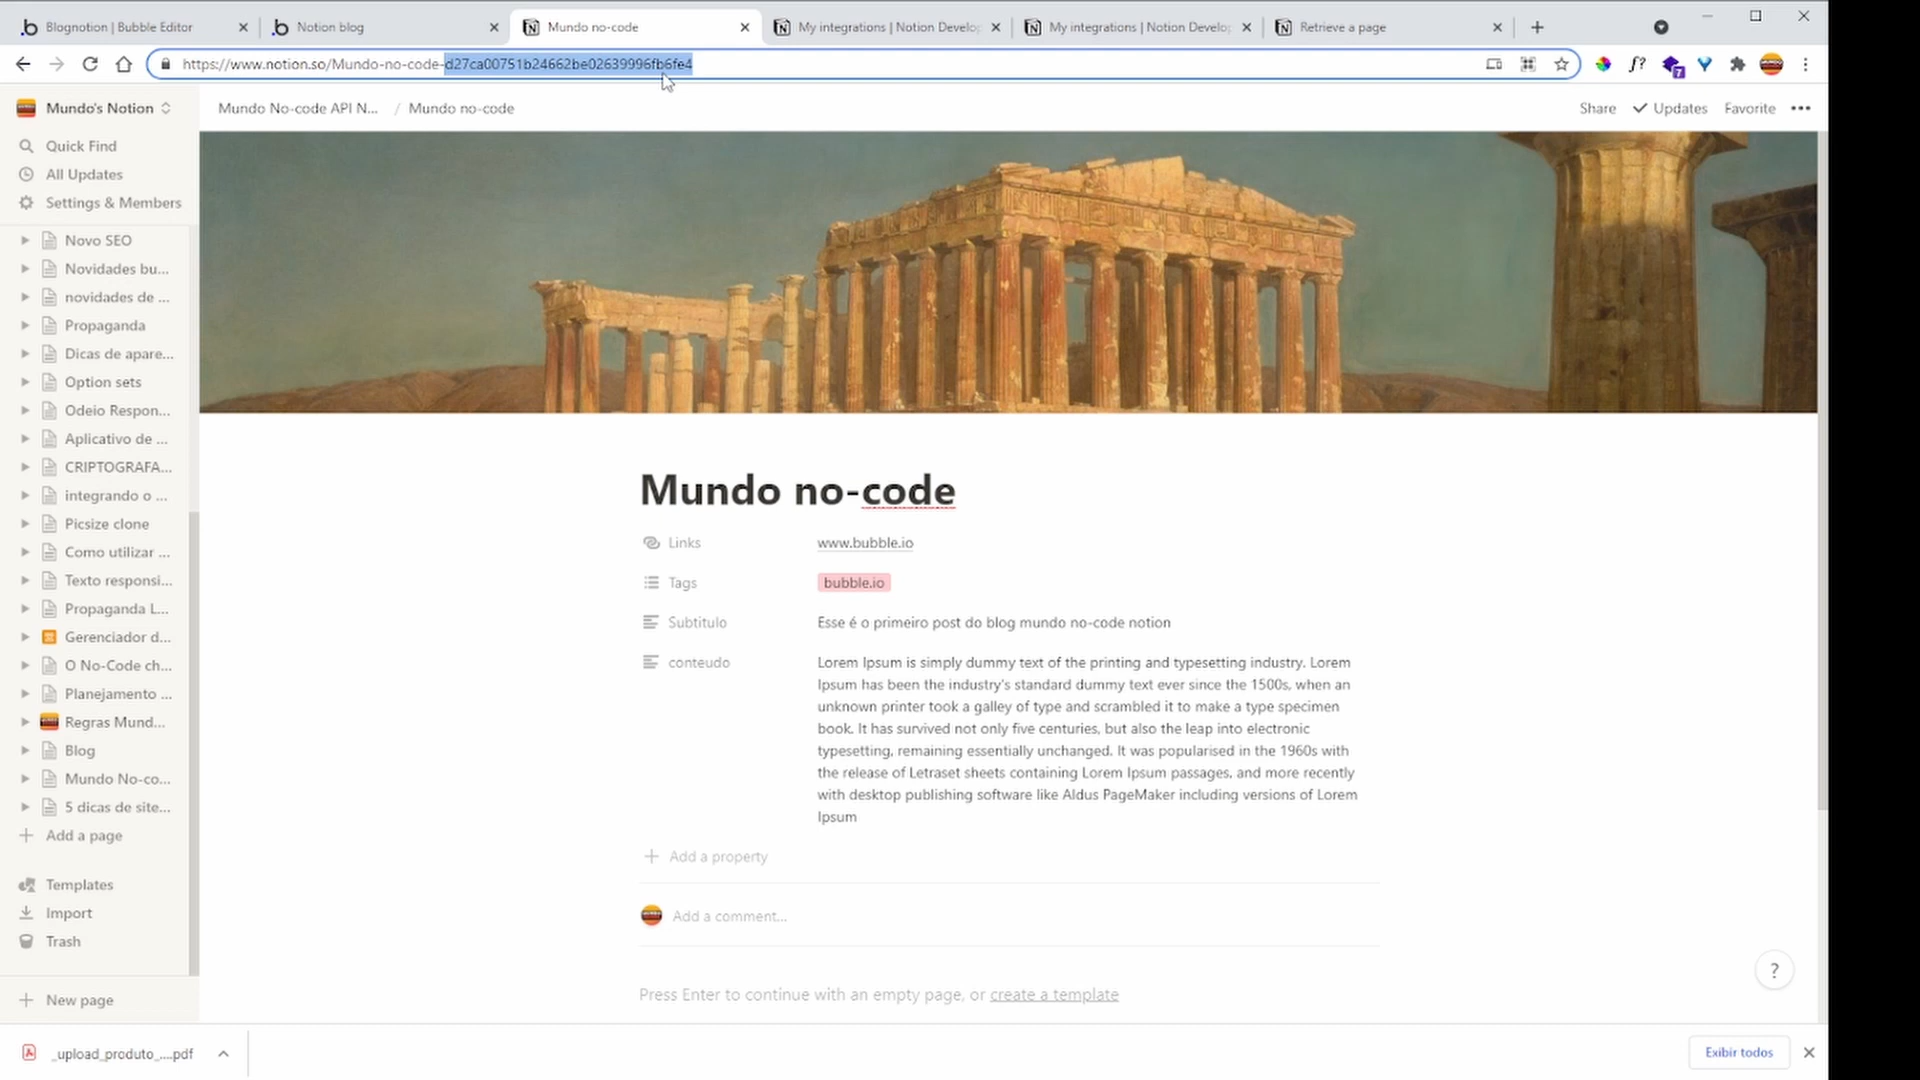 Blognotion | Bubble Editor
Notion blog
Mundo no-code
My integrations | Notion Develo
My integrations | Notion Develo
Retrieve a page
https://www.notion.so/Mundo-no-code-d27ca00751b24662be02639996fb6fe4
f?
7
Mundo's Notion
Mundo No-code API N... / Mundo no-code
Share
Updates
Favorite
Quick Find
All Updates
Settings & Members
Novo SEO
Novidades bu...
novidades de ...
Propaganda
Dicas de apare...
Option sets
Odeio Respon...
Aplicativo de ...
CRIPTOGRAFA...
integrando o ...
Picsize clone
Como utilizar ...
Texto responsi...
Propaganda L...
Gerenciador d...
O No-Code ch...
Planejamento ...
Regras Mund...
Blog
Mundo No-co...
5 dicas de site...
Add a page
Templates
Import
Trash
New page
Mundo no-code
Links
www.bubble.io
Tags
bubble.io
Subtitulo
Esse é o primeiro post do blog mundo no-code notion
conteudo
Lorem Ipsum is simply dummy text of the printing and typesetting industry. Lorem
Ipsum has been the industry's standard dummy text ever since the 1500s, when an
unknown printer took a galley of type and scrambled it to make a type specimen
book. It has survived not only five centuries, but also the leap into electronic
typesetting, remaining essentially unchanged. It was popularised in the 1960s with
the release of Letraset sheets containing Lorem Ipsum passages, and more recently
with desktop publishing software like Aldus PageMaker including versions of Lorem
Ipsum
Add a property
Add a comment...
Press Enter to continue with an empty page, or create a template
?
_upload_produto_....pdf
Exibir todos